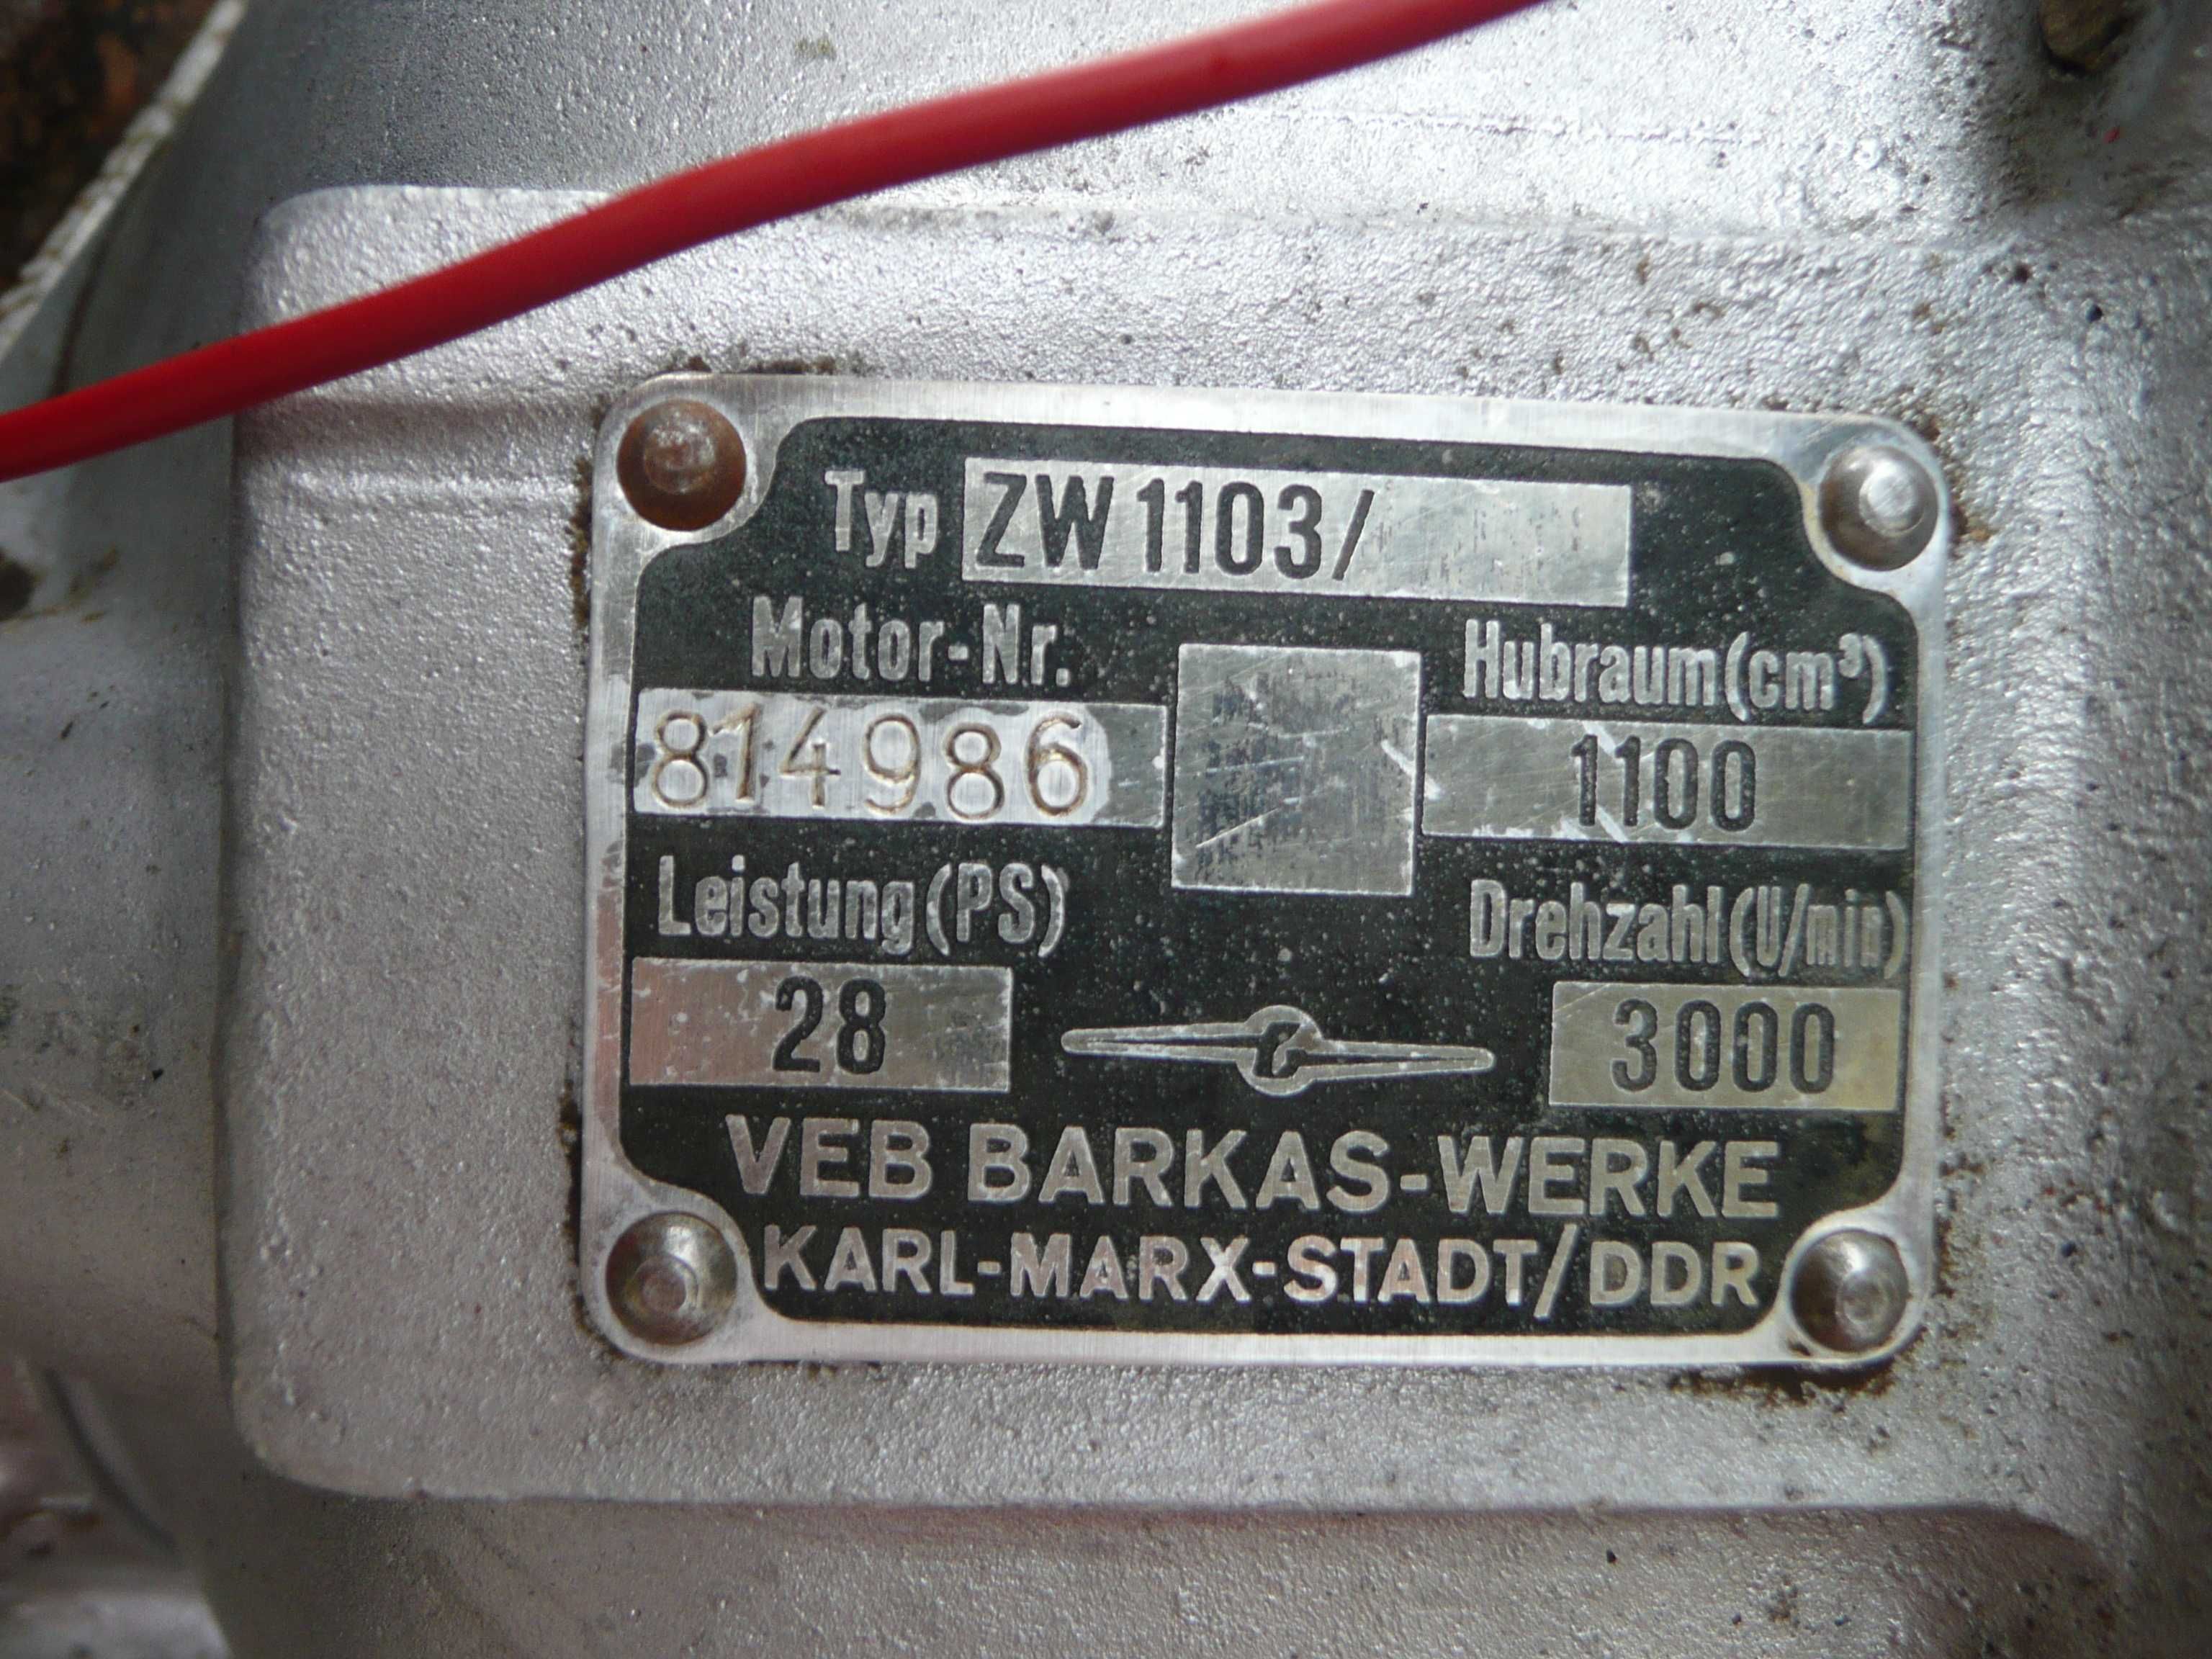 Typ ZW 1103/
Motor-Nr. Hubraum(cm³)
814986 1100
Leistung(PS) Drehzahl(U/min)
28 3000
VEB BARKAS-WERKE
KARL-MARX-STADT/DDR